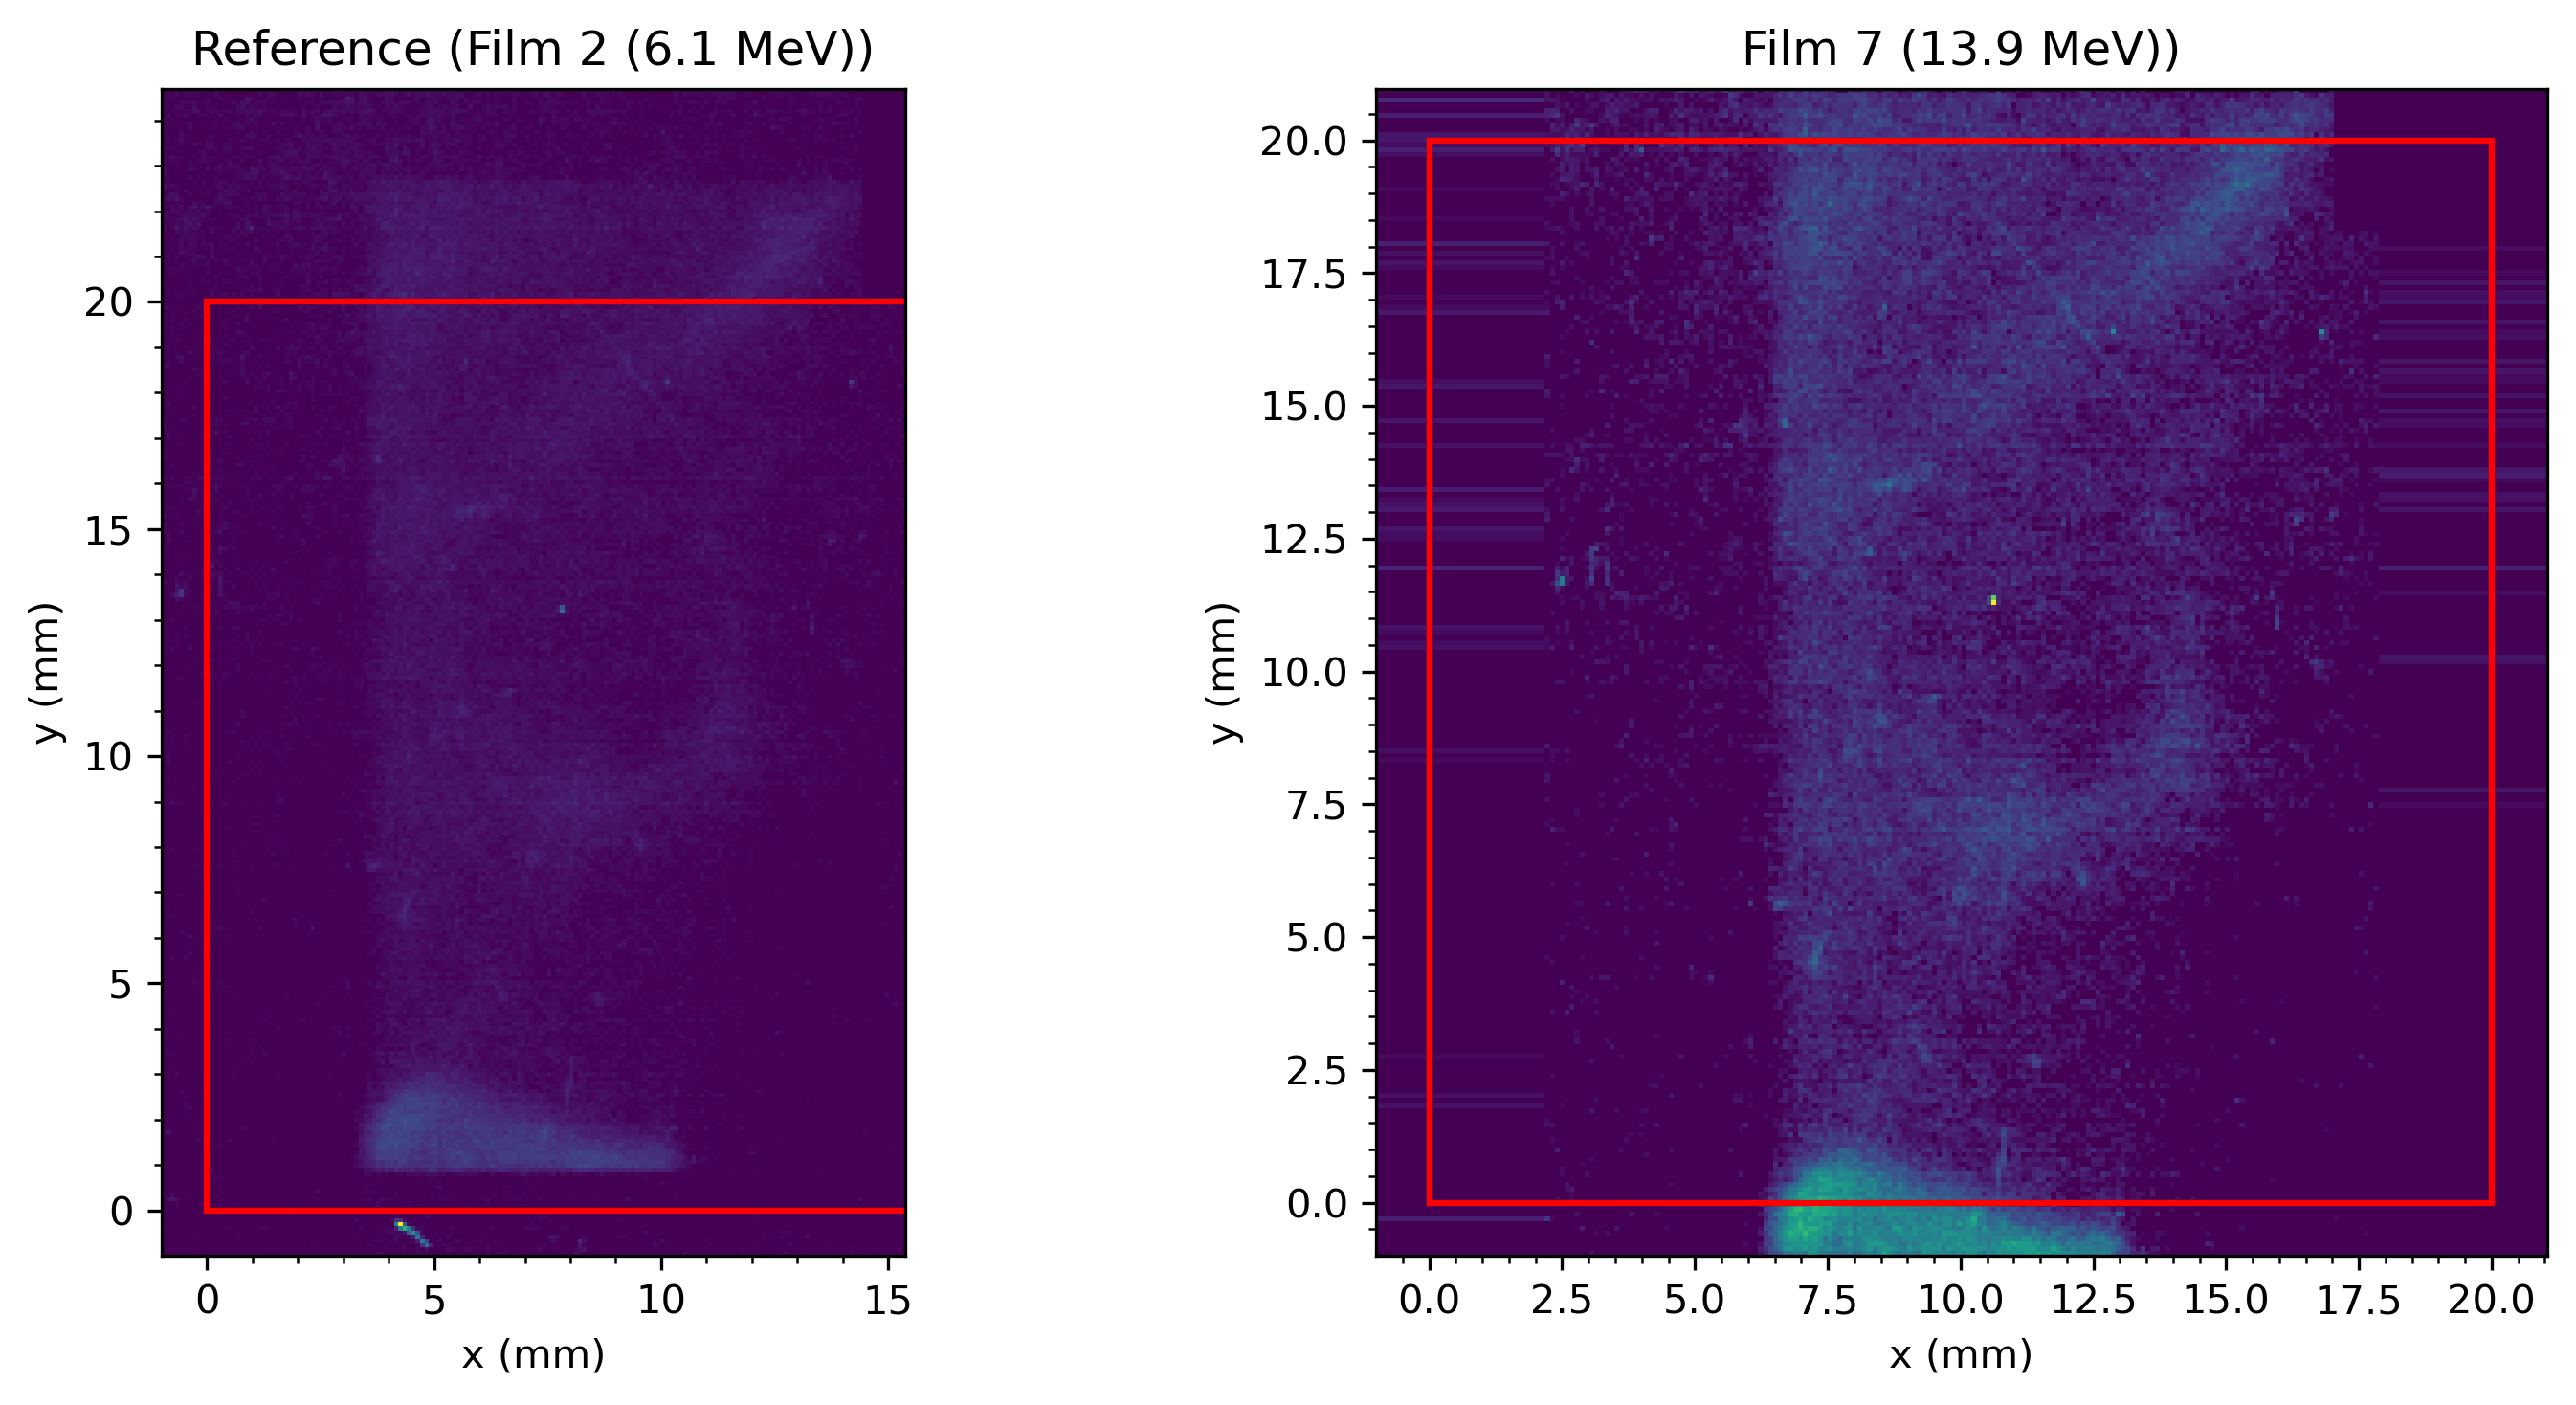 Reference (Film 2 (6.1 MeV))
20
15
10
5
0
y (mm)
0 5 10 15
x (mm)
Film 7 (13.9 MeV))
20.0
17.5
15.0
12.5
10.0
7.5
5.0
2.5
0.0
y (mm)
0.0 2.5 5.0 7.5 10.0 12.5 15.0 17.5 20.0
x (mm)